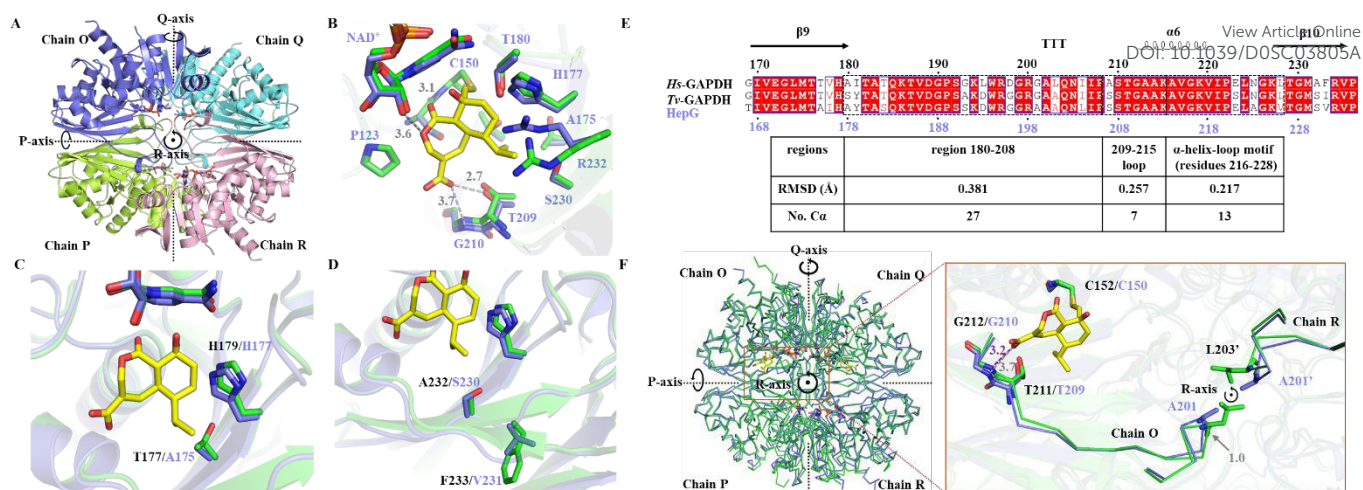 A
Q-axis
Chain O
Chain Q
P-axis
R-axis
Chain P
Chain R
B
NAD+
T180
C150
H177
3.1
3.6
A175
P123
R232
2.7
S230
3.7
T209
G210
C
H179/H177
T177/A175
D
A232/S230
F233/V231
E
View Article Online
DOI: 10.1039/D0SC03805A
β9
TTT
α6
β10
170 180 190 200 210 220 230
Hs-GAPDH
Tv-GAPDH
HepG
168 178 188 198 208 218 228
regions region 180-208 209-215 loop α-helix-loop motif (residues 216-228)
RMSD (Å) 0.381 0.257 0.217
No. Cα 27 7 13
F
Q-axis
Chain O
Chain Q
P-axis
R-axis
Chain P
Chain R
C152/C150
G212/G210
Chain R
3.2
3.7
L203'
T211/T209
R-axis
A201'
A201
Chain O
1.0